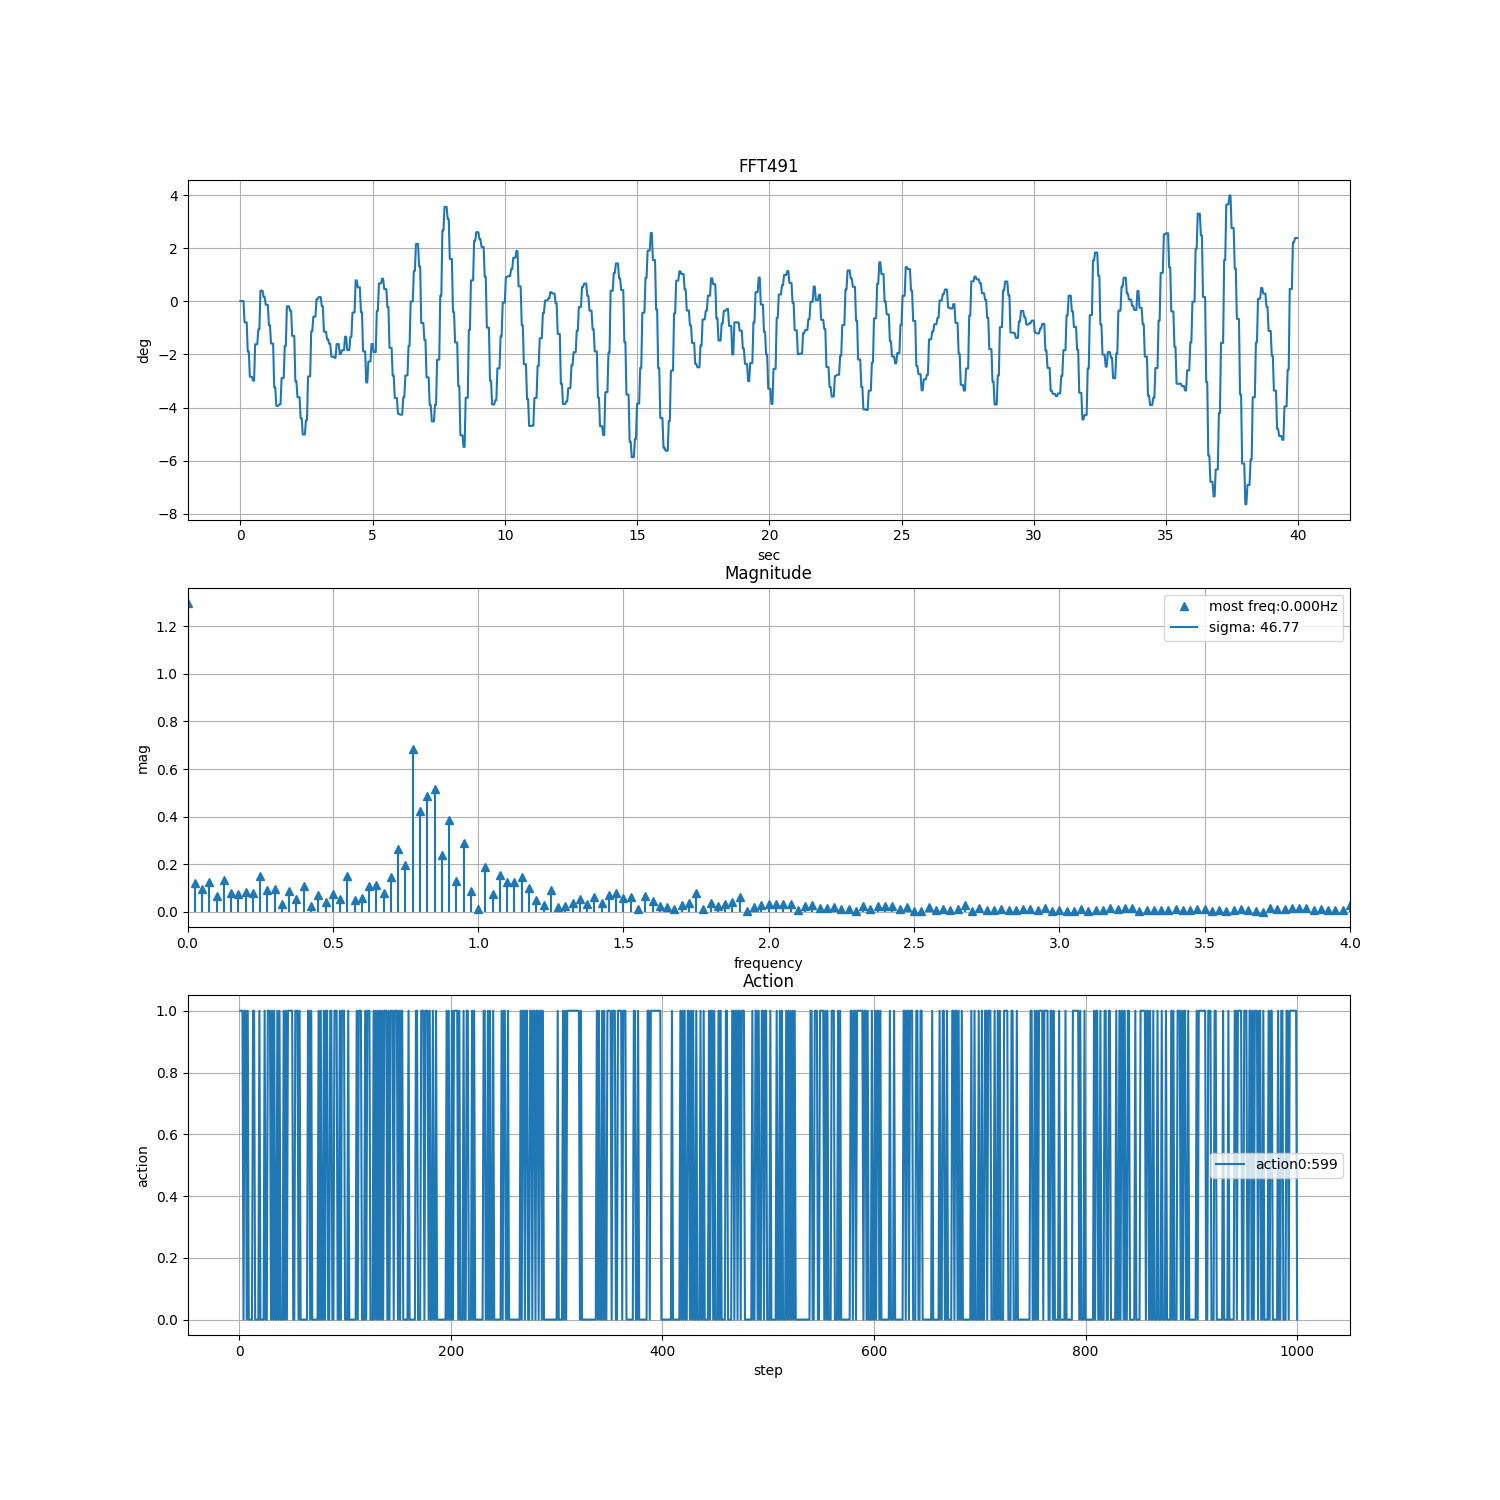 FFT491
4
2
0
−2
−4
−6
−8
deg
0 5 10 15 20 25 30 35 40
sec
Magnitude
most freq:0.000Hz
sigma: 46.77
1.2
1.0
0.8
0.6
0.4
0.2
0.0
mag
0.0 0.5 1.0 1.5 2.0 2.5 3.0 3.5 4.0
frequency
Action
1.0
0.8
0.6
0.4
0.2
0.0
action
action0:599
0 200 400 600 800 1000
step